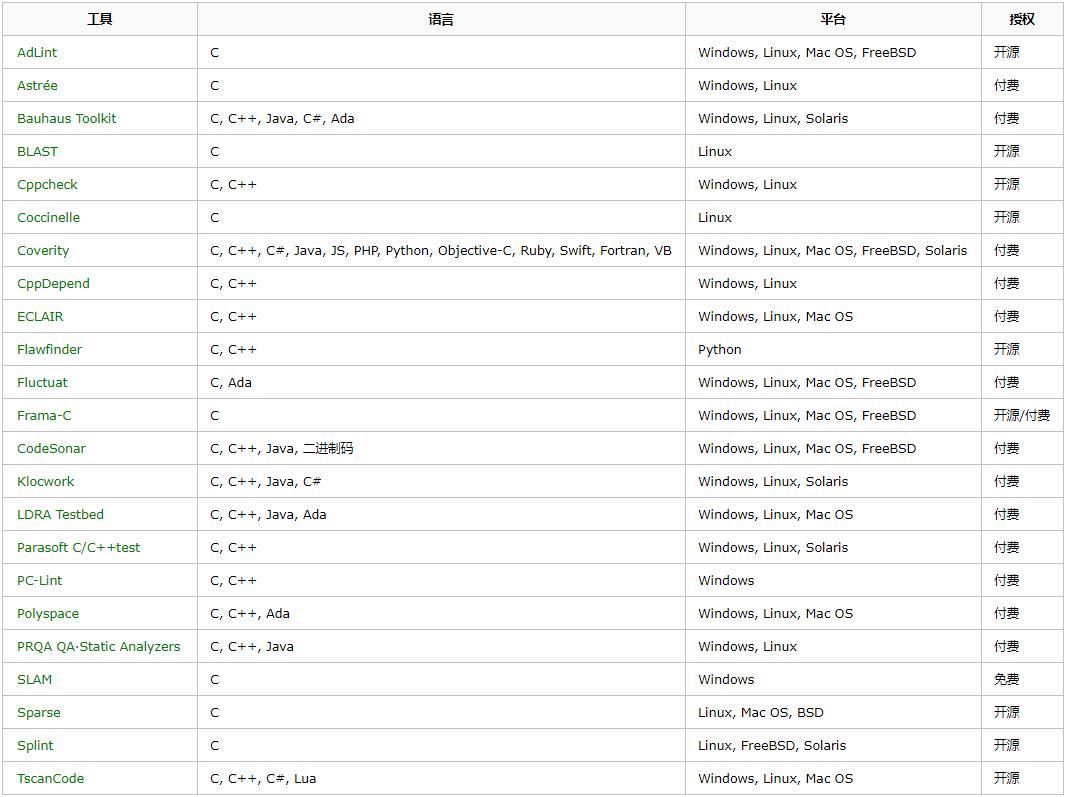 工具 语言 平台 授权
AdLint C Windows, Linux, Mac OS, FreeBSD 开源
Astrée C Windows, Linux 付费
Bauhaus Toolkit C, C++, Java, C#, Ada Windows, Linux, Solaris 付费
BLAST C Linux 开源
Cppcheck C, C++ Windows, Linux 开源
Coccinelle C Linux 开源
Coverity C, C++, C#, Java, JS, PHP, Python, Objective-C, Ruby, Swift, Fortran, VB Windows, Linux, Mac OS, FreeBSD, Solaris 付费
CppDepend C, C++ Windows, Linux 付费
ECLAIR C, C++ Windows, Linux, Mac OS 付费
Flawfinder C, C++ Python 开源
Fluctuat C, Ada Windows, Linux, Mac OS, FreeBSD 付费
Frama-C C Windows, Linux, Mac OS, FreeBSD 开源/付费
CodeSonar C, C++, Java, 二进制码 Windows, Linux, Mac OS, FreeBSD 付费
Klocwork C, C++, Java, C# Windows, Linux, Solaris 付费
LDRA Testbed C, C++, Java, Ada Windows, Linux, Mac OS 付费
Parasoft C/C++test C, C++ Windows, Linux, Solaris 付费
PC-Lint C, C++ Windows 付费
Polyspace C, C++, Ada Windows, Linux, Mac OS 付费
PRQA QA·Static Analyzers C, C++, Java Windows, Linux 付费
SLAM C Windows 免费
Sparse C Linux, Mac OS, BSD 开源
Splint C Linux, FreeBSD, Solaris 开源
TscanCode C, C++, C#, Lua Windows, Linux, Mac OS 开源